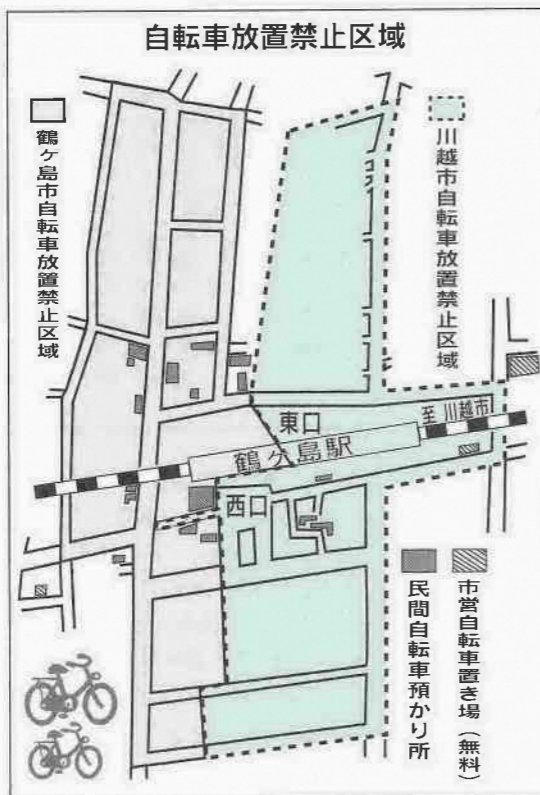 自転車放置禁止区域
鶴ヶ島市自転車放置禁止区域
川越市自転車放置禁止区域
東口
至 川越市
鶴ヶ島駅
西口
民間自転車預かり所
市営自転車置き場(無料)